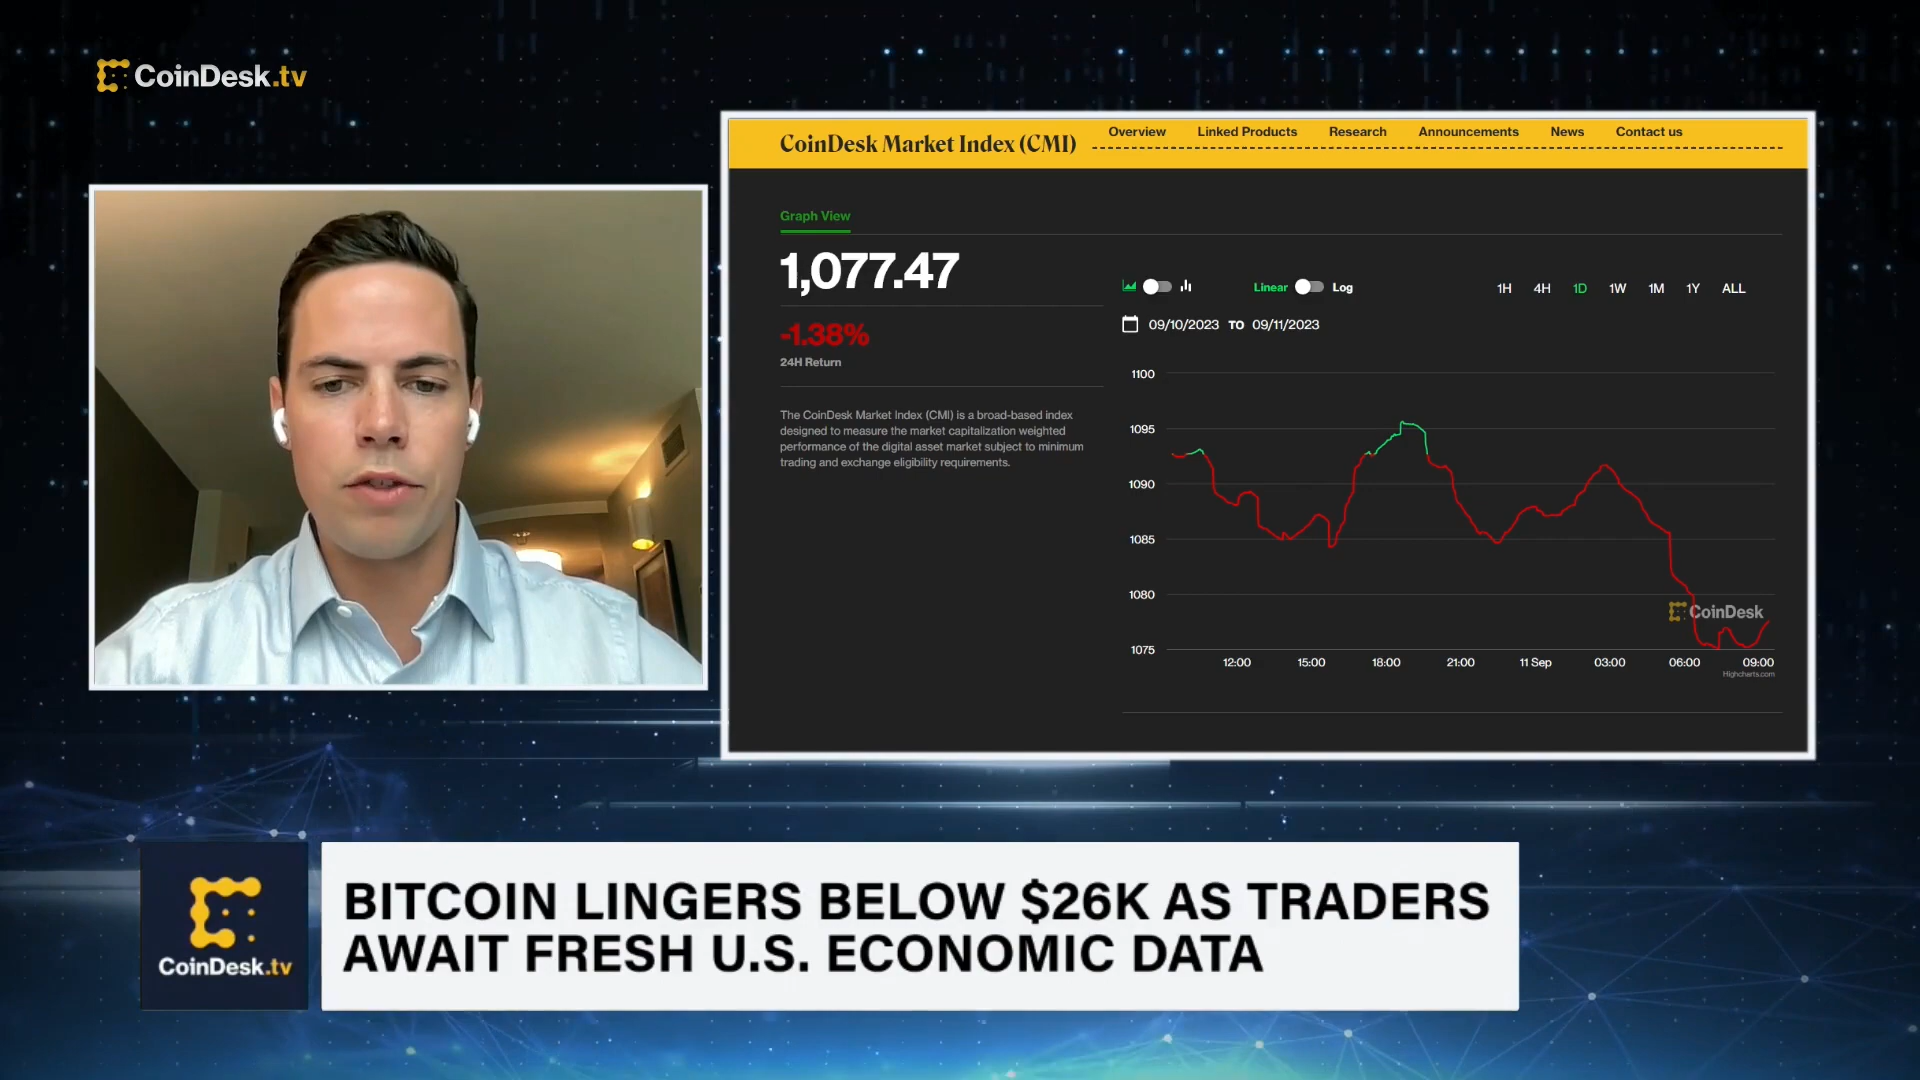 CoinDesk.tv
CoinDesk Market Index (CMI)
Overview Linked Products Research Announcements News Contact us
Graph View
1,077.47
-1.38%
24H Return
The CoinDesk Market Index (CMI) is a broad-based index
designed to measure the market capitalization weighted
performance of the digital asset market subject to minimum
trading and exchange eligibility requirements.
Linear Log
1H 4H 1D 1W 1M 1Y ALL
09/10/2023 TO 09/11/2023
1100
1095
1090
1085
1080
1075
CoinDesk
12:00 15:00 18:00 21:00 11 Sep 03:00 06:00 09:00
Highcharts.com
CoinDesk.tv
BITCOIN LINGERS BELOW $26K AS TRADERS
AWAIT FRESH U.S. ECONOMIC DATA